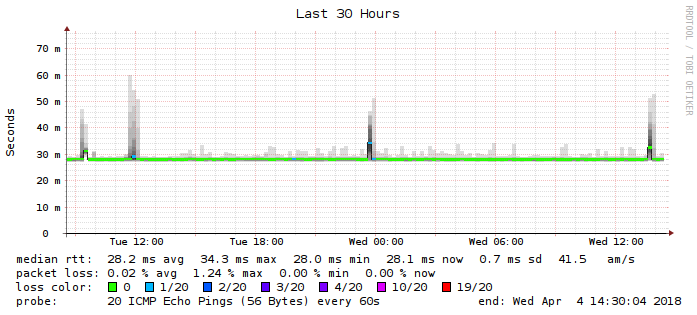 Last 30 Hours
RRDTOOL / TOBI OETIKER
Seconds
70 m
60 m
50 m
40 m
30 m
20 m
10 m
0
Tue 12:00 Tue 18:00 Wed 00:00 Wed 06:00 Wed 12:00
median rtt: 28.2 ms avg 34.3 ms max 28.0 ms min 28.1 ms now 0.7 ms sd 41.5 am/s
packet loss: 0.02 % avg 1.24 % max 0.00 % min 0.00 % now
loss color: 0 1/20 2/20 3/20 4/20 10/20 19/20
probe: 20 ICMP Echo Pings (56 Bytes) every 60s end: Wed Apr 4 14:30:04 2018